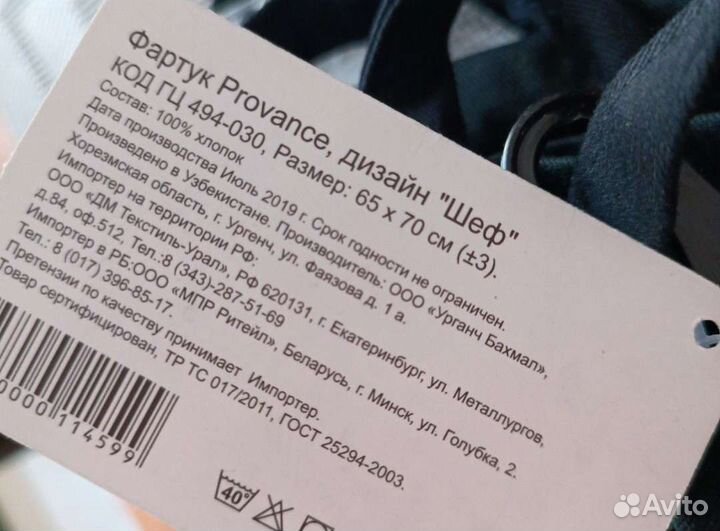 Фартук Provance, дизайн "Шеф"
КОД ГЦ 494-030, Размер: 65 х 70 см (±3).
Состав: 100% хлопок
Дата производства Июль 2019 г. Срок годности не ограничен.
Произведено в Узбекистане. Производитель: ООО «Урганч Бахмал»,
Хорезмская область, г. Ургенч, ул. Фаязова д. 1 а.
Импортер на территории РФ:
ООО «ДМ Текстиль-Урал», РФ 620131, г. Екатеринбург, ул. Металлургов,
д.84, оф.512, Тел.:8 (343)-287-51-69
Импортер в РБ:ООО «МПР Ритейл», Беларусь, г. Минск, ул. Голубка, 2.
Тел.: 8 (017) 396-85-17.
Претензии по качеству принимает Импортер.
Товар сертифицирован, ТР ТС 017/2011, ГОСТ 25294-2003.
0000114599
40°
Avito